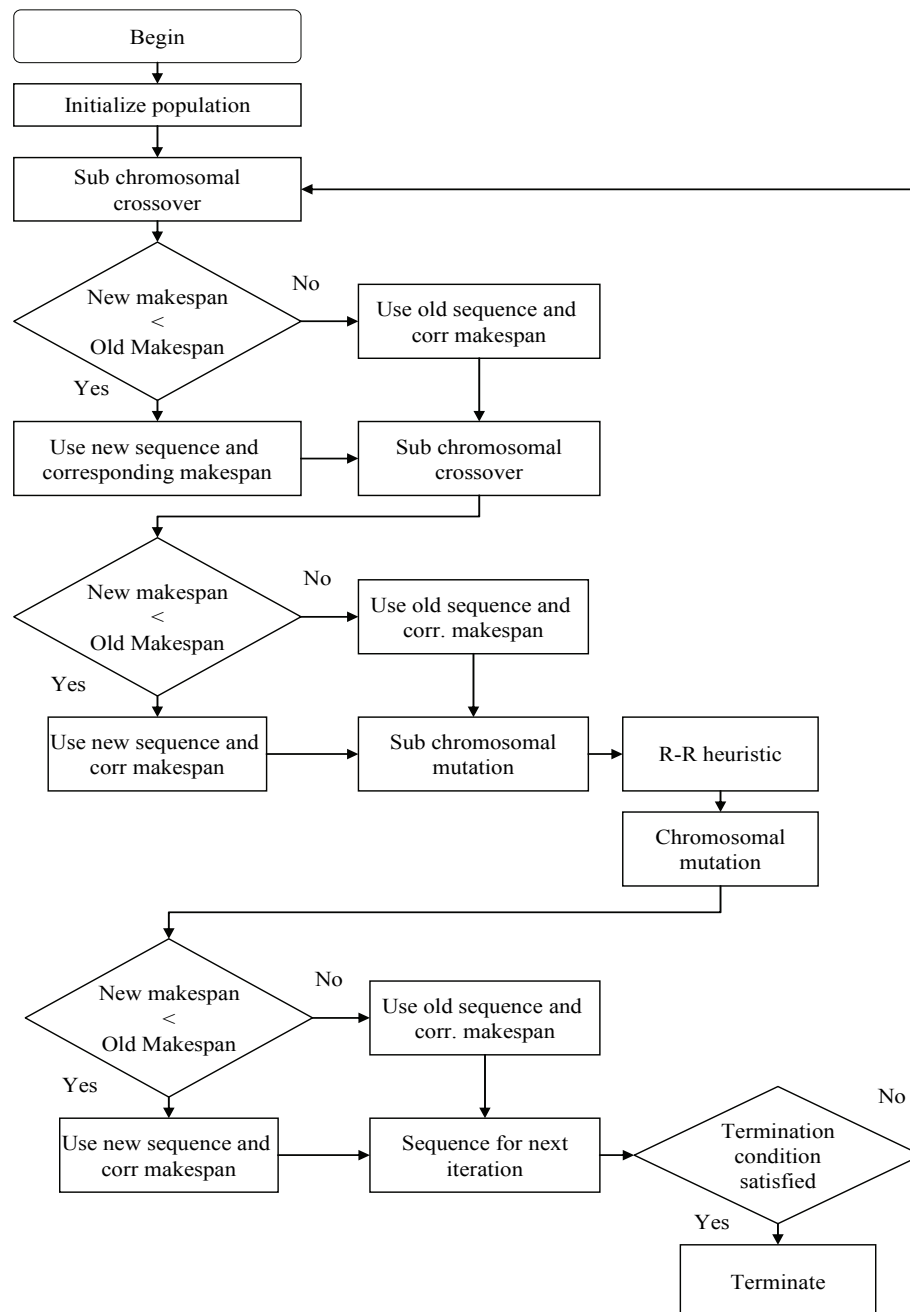 Begin
Initialize population
Sub chromosomal
crossover
New makespan
<
Old Makespan
No
Use old sequence and
corr makespan
Yes
Use new sequence and
corresponding makespan
Sub chromosomal
crossover
New makespan
<
Old Makespan
No
Use old sequence and
corr. makespan
Yes
Use new sequence and
corr makespan
Sub chromosomal
mutation
R-R heuristic
Chromosomal
mutation
New makespan
<
Old Makespan
No
Use old sequence and
corr. makespan
Yes
Use new sequence and
corr makespan
Sequence for next
iteration
Termination
condition
satisfied
No
Yes
Terminate